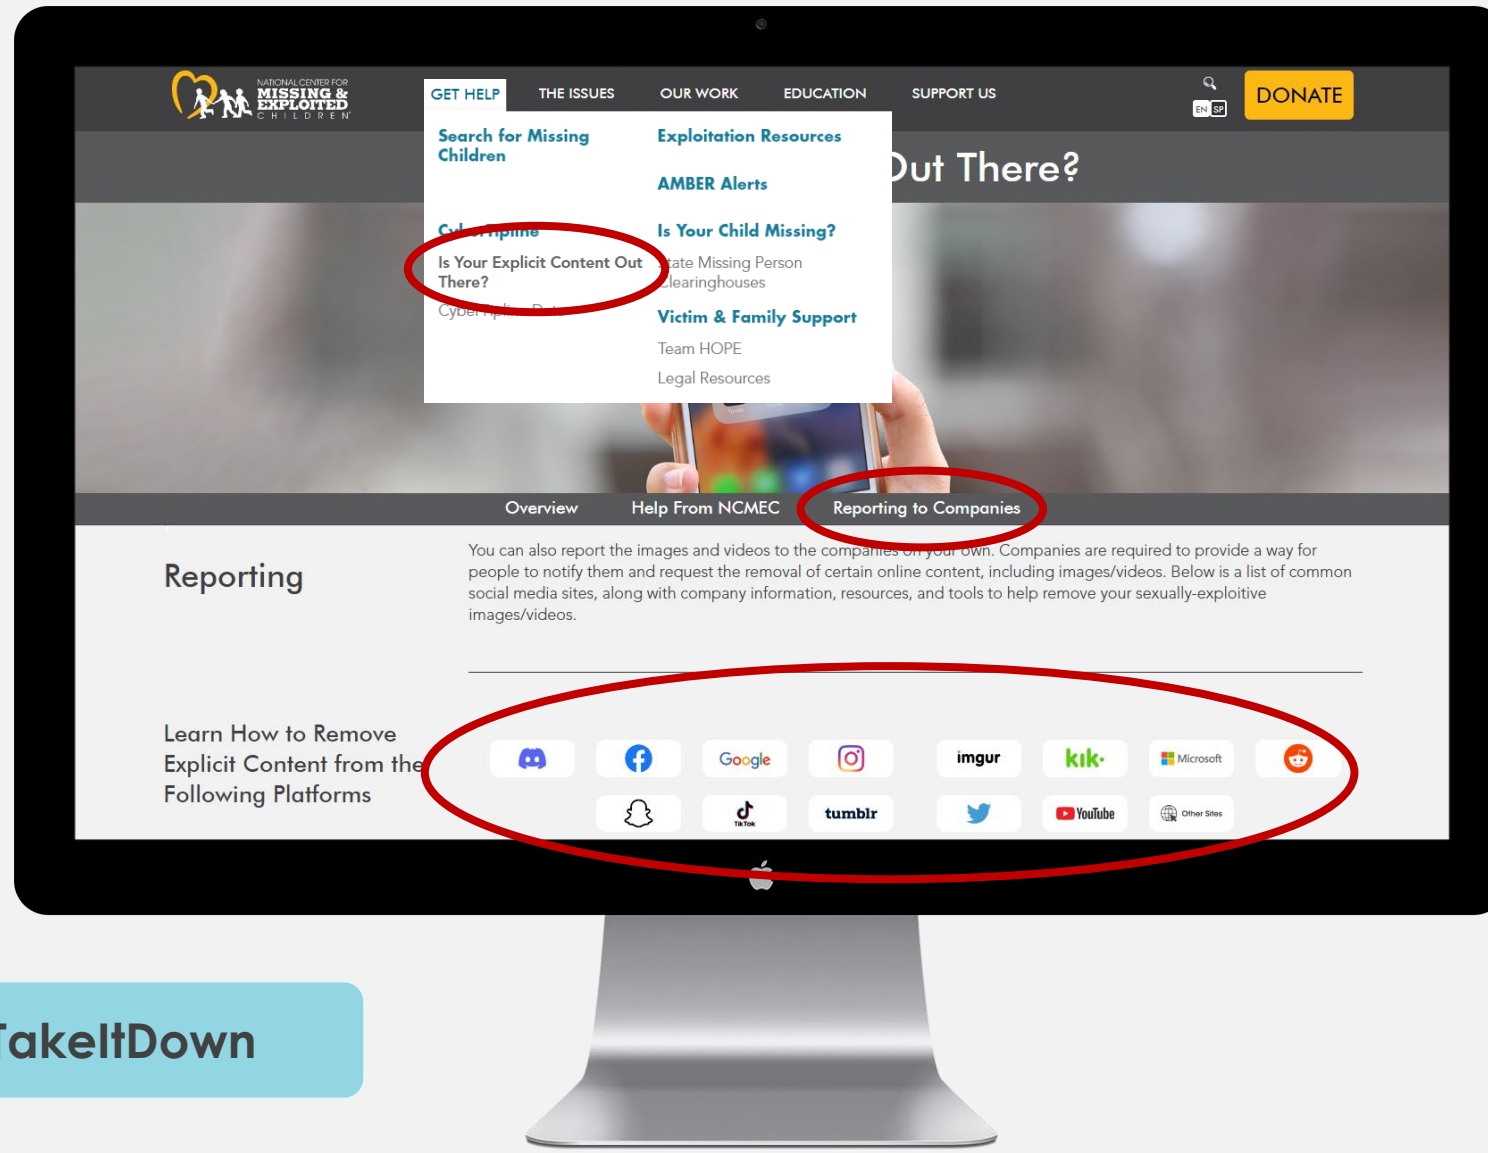 NATIONAL CENTER FOR
MISSING &
EXPLOITED
CHILDREN
GET HELP
THE ISSUES
OUR WORK
EDUCATION
SUPPORT US
EN SP
DONATE
Out There?
Search for Missing
Children
CyberTipline
Is Your Explicit Content Out
There?
CyberTipline Data
Exploitation Resources
AMBER Alerts
Is Your Child Missing?
State Missing Person
Clearinghouses
Victim & Family Support
Team HOPE
Legal Resources
Overview
Help From NCMEC
Reporting to Companies
Reporting
You can also report the images and videos to the companies on your own. Companies are required to provide a way for
people to notify them and request the removal of certain online content, including images/videos. Below is a list of common
social media sites, along with company information, resources, and tools to help remove your sexually-exploitive
images/videos.
Learn How to Remove
Explicit Content from the
Following Platforms
Google
imgur
kik·
Microsoft
TikTok
tumblr
YouTube
Other Sites
TakeItDown